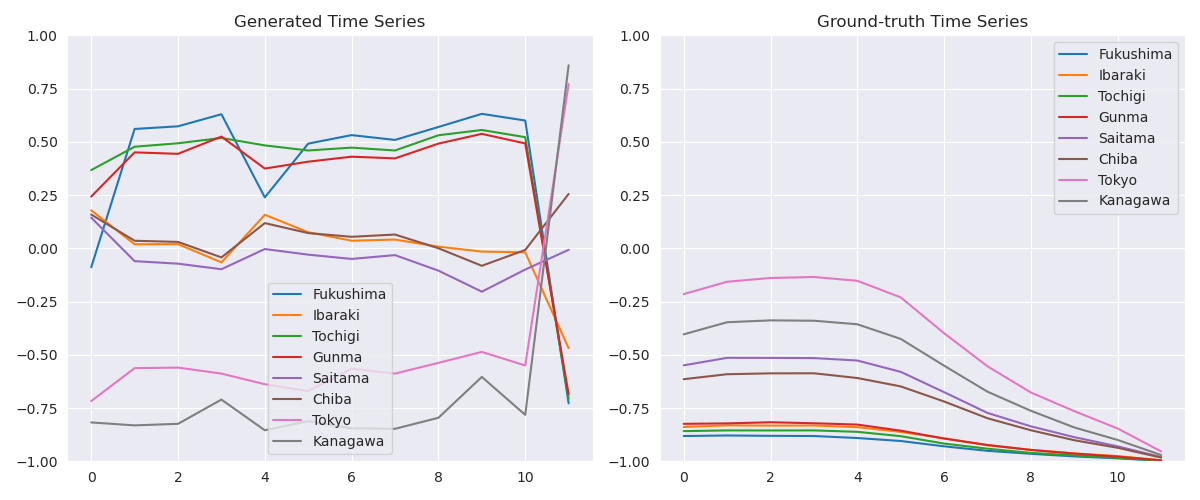 Generated Time Series
1.00
0.75
0.50
0.25
0.00
−0.25
−0.50
−0.75
−1.00
0 2 4 6 8 10
Fukushima
Ibaraki
Tochigi
Gunma
Saitama
Chiba
Tokyo
Kanagawa
Ground-truth Time Series
1.00
0.75
0.50
0.25
0.00
−0.25
−0.50
−0.75
−1.00
0 2 4 6 8 10
Fukushima
Ibaraki
Tochigi
Gunma
Saitama
Chiba
Tokyo
Kanagawa